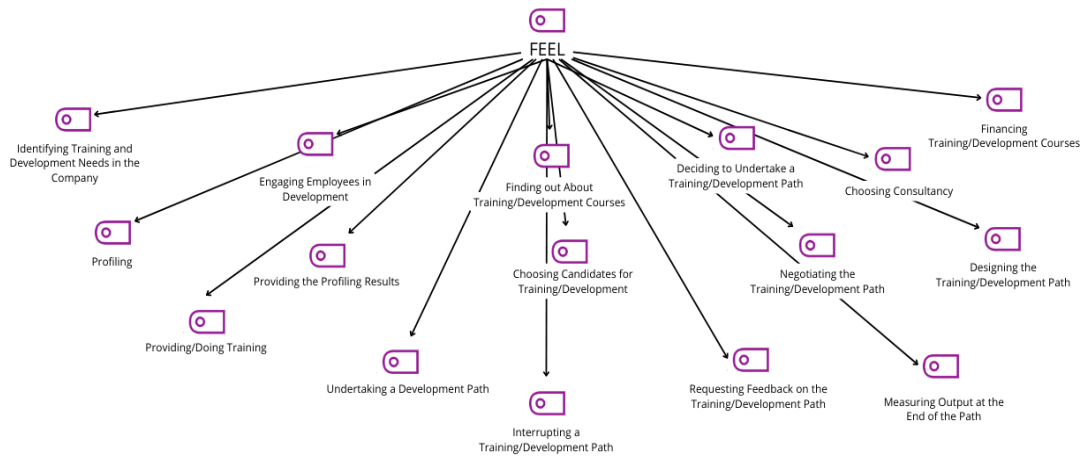 FEEL
Identifying Training and
Development Needs in the
Company
Engaging Employees in
Development
Finding out About
Training/Development Courses
Deciding to Undertake a
Training/Development Path
Choosing Consultancy
Financing
Training/Development Courses
Profiling
Providing the Profiling Results
Choosing Candidates for
Training/Development
Negotiating the
Training/Development Path
Designing the
Training/Development Path
Providing/Doing Training
Undertaking a Development Path
Interrupting a
Training/Development Path
Requesting Feedback on the
Training/Development Path
Measuring Output at the
End of the Path